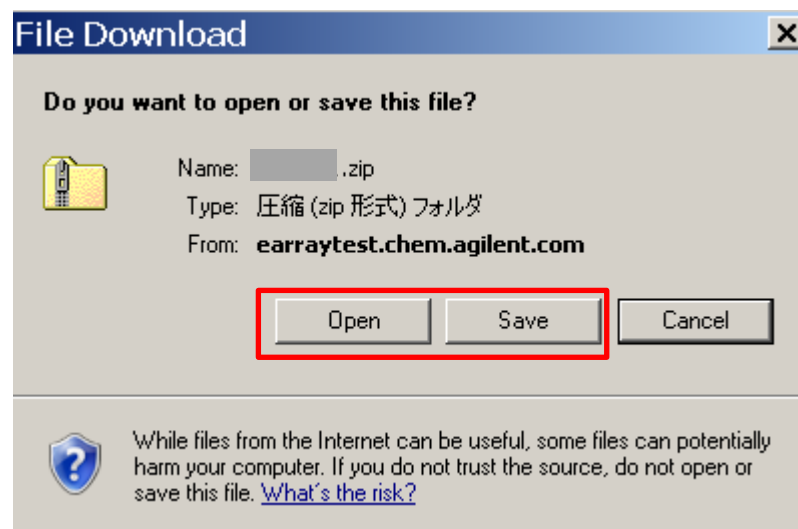 File Download
Do you want to open or save this file?
Name: .zip
Type: 圧縮 (zip 形式) フォルダ
From: earraytest.chem.agilent.com
Open Save Cancel
While files from the Internet can be useful, some files can potentially
harm your computer. If you do not trust the source, do not open or
save this file. What's the risk?